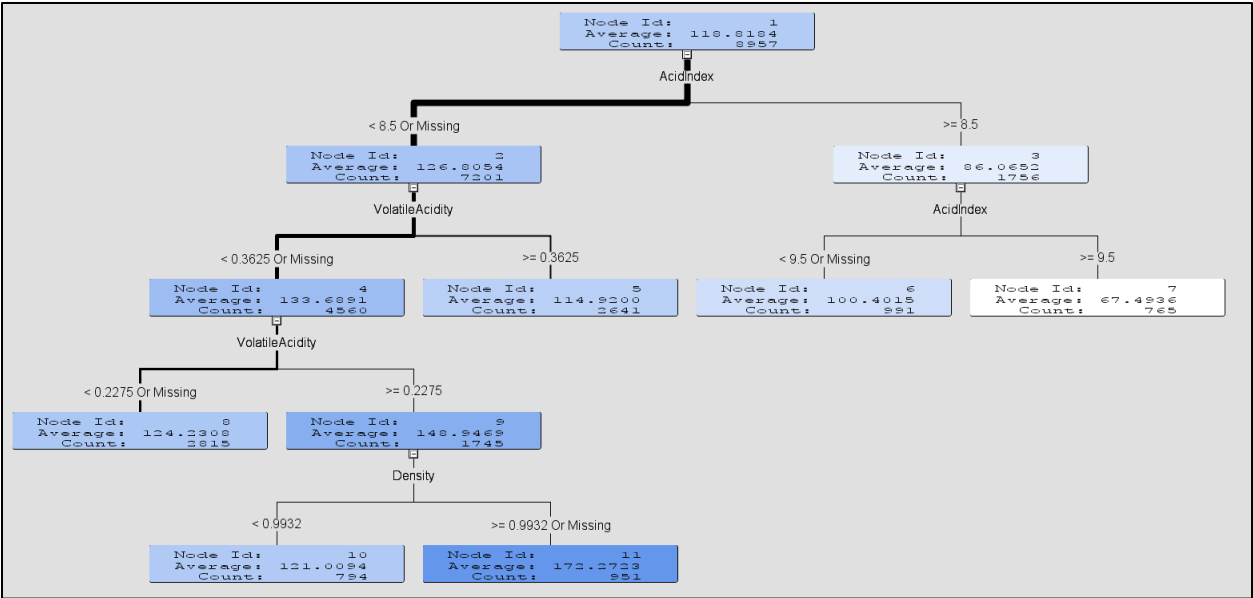 Node Id: 1
Average: 118.8184
Count: 8957
AcidIndex
< 8.5 Or Missing
>= 8.5
Node Id: 2
Average: 126.8054
Count: 7201
Node Id: 3
Average: 86.0652
Count: 1756
VolatileAcidity
AcidIndex
< 0.3625 Or Missing
>= 0.3625
< 9.5 Or Missing
>= 9.5
Node Id: 4
Average: 133.6891
Count: 4560
Node Id: 5
Average: 114.9200
Count: 2641
Node Id: 6
Average: 100.4015
Count: 991
Node Id: 7
Average: 67.4936
Count: 765
VolatileAcidity
< 0.2275 Or Missing
>= 0.2275
Node Id: 8
Average: 124.2308
Count: 2815
Node Id: 9
Average: 148.9469
Count: 1745
Density
< 0.9932
>= 0.9932 Or Missing
Node Id: 10
Average: 121.0094
Count: 794
Node Id: 11
Average: 172.2723
Count: 951